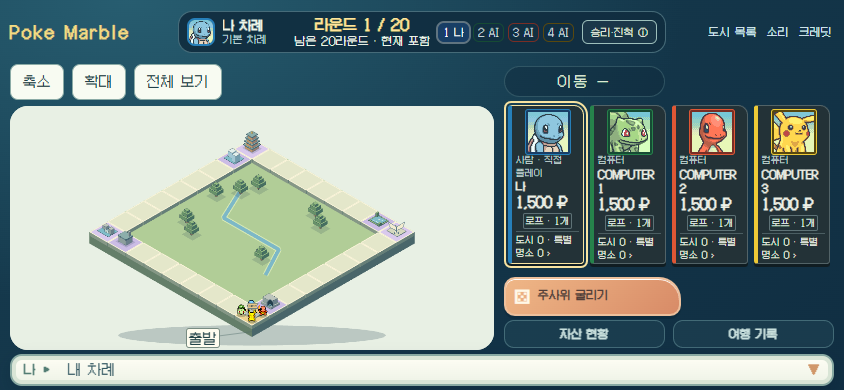 Poke Marble
나 차례
기본 차례
라운드 1 / 20
남은 20라운드 · 현재 포함
1 나
2 AI
3 AI
4 AI
승리·진척 ⓘ
도시 목록
소리
크레딧
축소
확대
전체 보기
이동 —
사람 · 직접
플레이
나
1,500 ₽
로프 · 1개
도시 0 · 특별
명소 0 ›
컴퓨터
COMPUTER
1
1,500 ₽
로프 · 1개
도시 0 · 특별
명소 0 ›
컴퓨터
COMPUTER
2
1,500 ₽
로프 · 1개
도시 0 · 특별
명소 0 ›
컴퓨터
COMPUTER
3
1,500 ₽
로프 · 1개
도시 0 · 특별
명소 0 ›
주사위 굴리기
자산 현황
여행 기록
출발
나 ▸ 내 차례